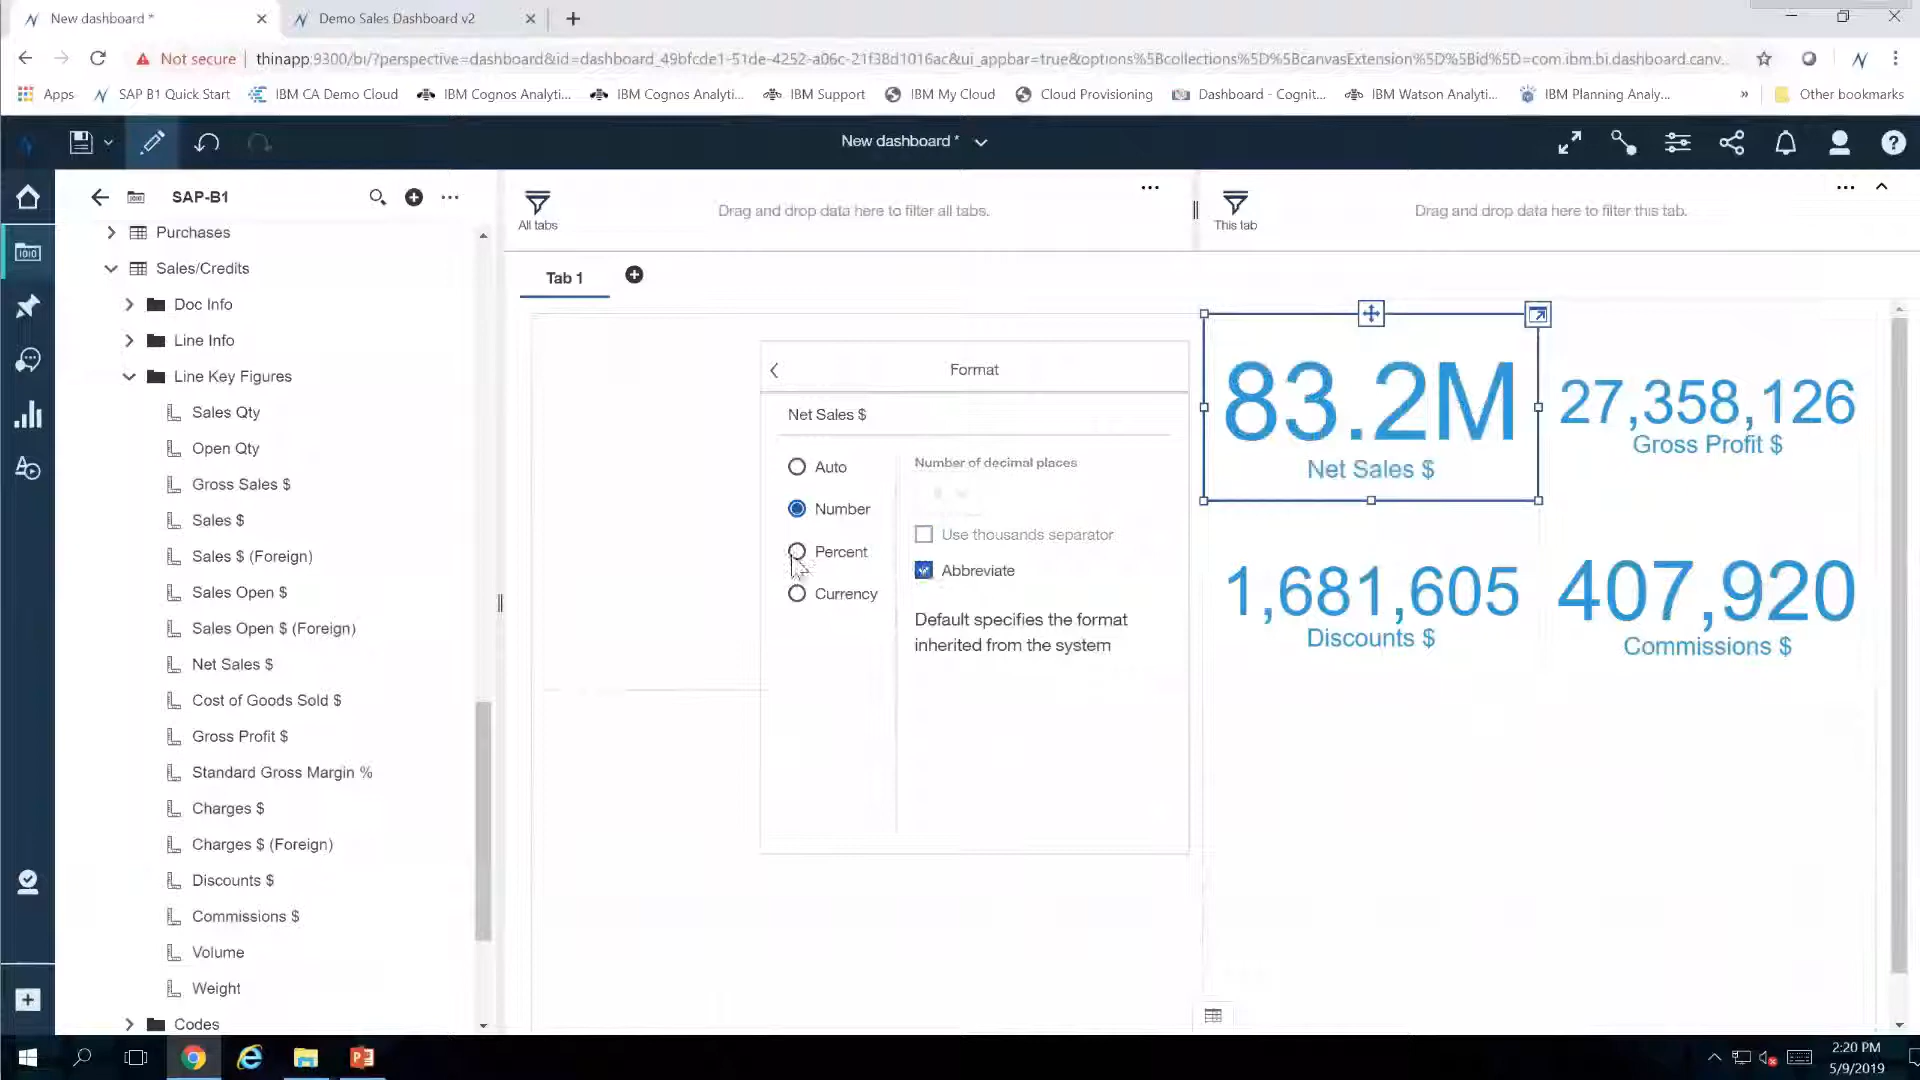 New dashboard *
Demo Sales Dashboard v2
Not secure
thinapp:9300/bi/?perspective=dashboard&id=dashboard_49bfcde1-51de-4252-a06c-21f38d1016ac&ui_appbar=true&options%5Bcollections%5D%5BcanvasExtension%5D%5Bid%5D=com.ibm.bi.dashboard.canv...
Apps
SAP B1 Quick Start
IBM CA Demo Cloud
IBM Cognos Analyti...
IBM Cognos Analyti...
IBM Support
IBM My Cloud
Cloud Provisioning
Dashboard - Cognit...
IBM Watson Analyti...
IBM Planning Analy...
»
Other bookmarks
New dashboard *
SAP-B1
Purchases
Sales/Credits
Doc Info
Line Info
Line Key Figures
Sales Qty
Open Qty
Gross Sales $
Sales $
Sales $ (Foreign)
Sales Open $
Sales Open $ (Foreign)
Net Sales $
Cost of Goods Sold $
Gross Profit $
Standard Gross Margin %
Charges $
Charges $ (Foreign)
Discounts $
Commissions $
Volume
Weight
Codes
All tabs
Drag and drop data here to filter all tabs.
This tab
Drag and drop data here to filter this tab.
Tab 1
Format
Net Sales $
Auto
Number
Percent
Currency
Number of decimal places
Use thousands separator
Abbreviate
Default specifies the format
inherited from the system
83.2M
Net Sales $
27,358,126
Gross Profit $
1,681,605
Discounts $
407,920
Commissions $
2:20 PM
5/9/2019